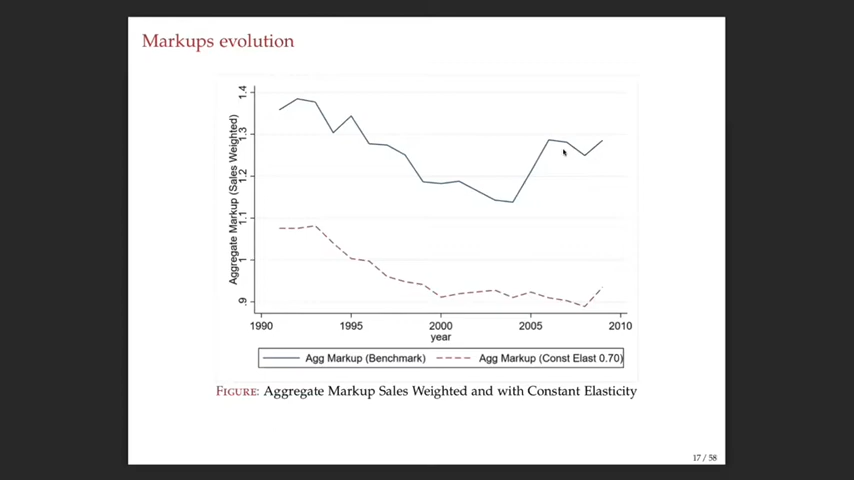 Markups evolution
Aggregate Markup (Sales Weighted)
1.4
1.3
1.2
1.1
1
.9
1990 1995 2000 2005 2010
year
Agg Markup (Benchmark) Agg Markup (Const Elast 0.70)
FIGURE: Aggregate Markup Sales Weighted and with Constant Elasticity
17 / 58